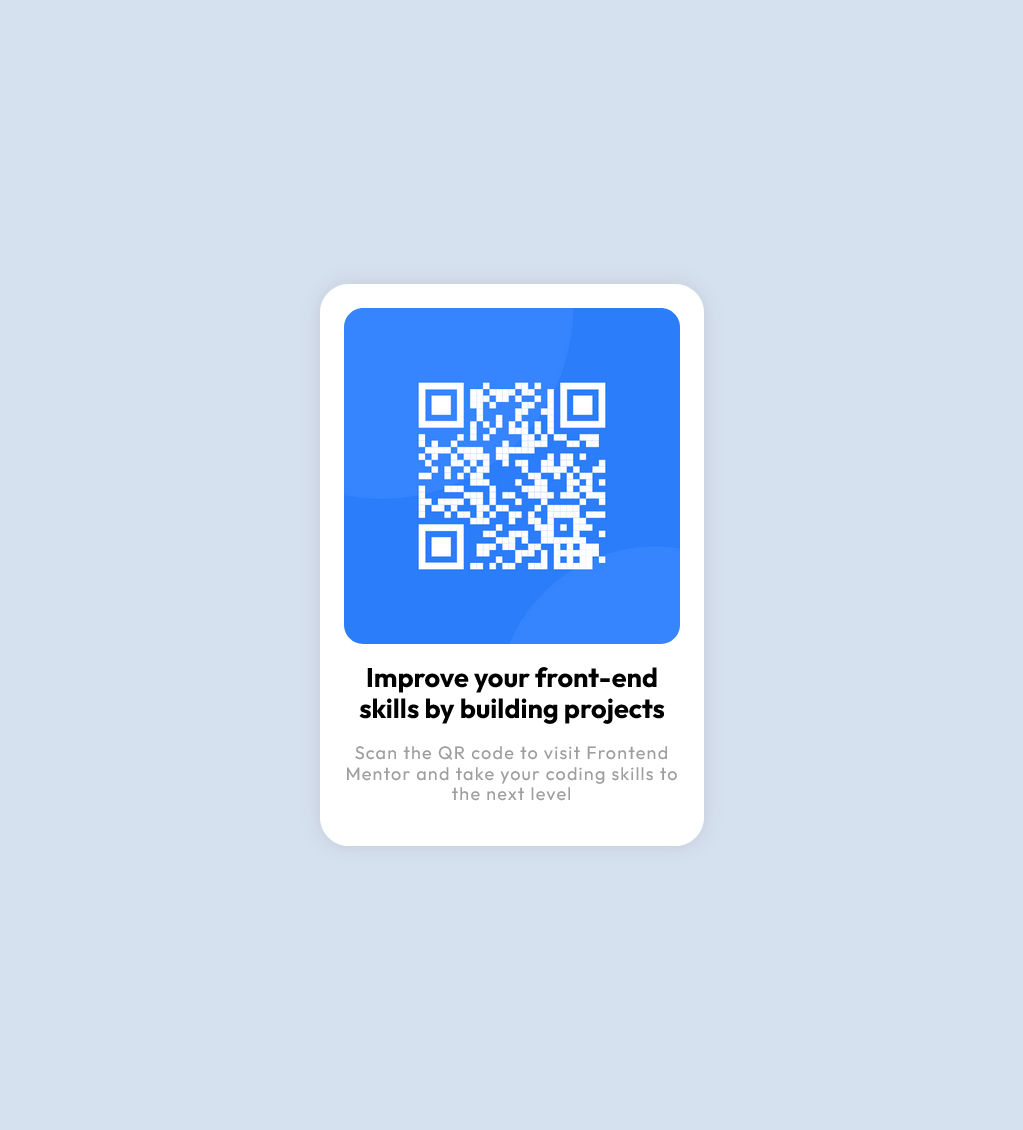 Improve your front-end
skills by building projects
Scan the QR code to visit Frontend
Mentor and take your coding skills to
the next level